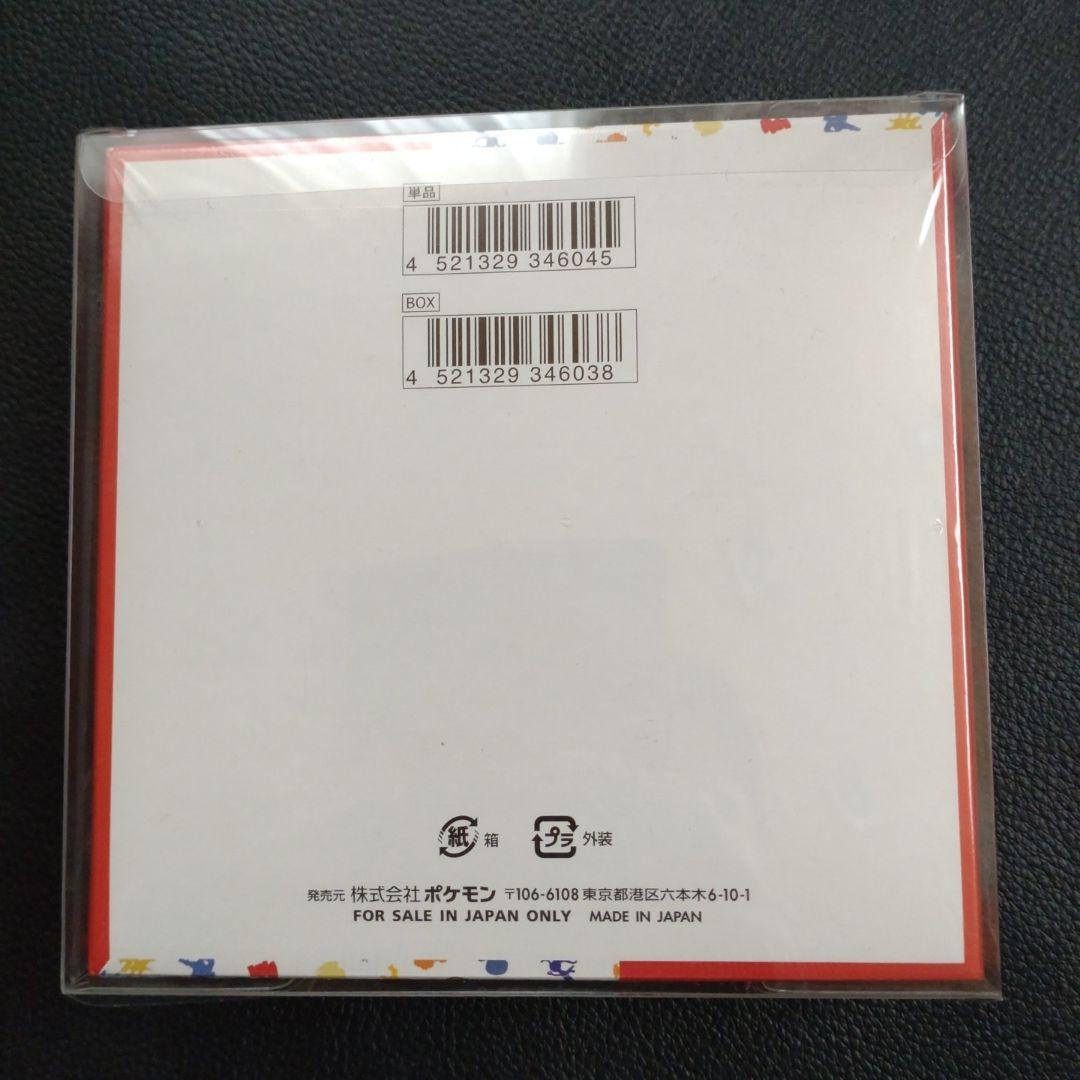 単品
4 521329 346045
BOX
4 521329 346038
紙 箱 プラ 外装
発売元 株式会社 ポケモン 〒106-6108 東京都港区六本木6-10-1
FOR SALE IN JAPAN ONLY MADE IN JAPAN